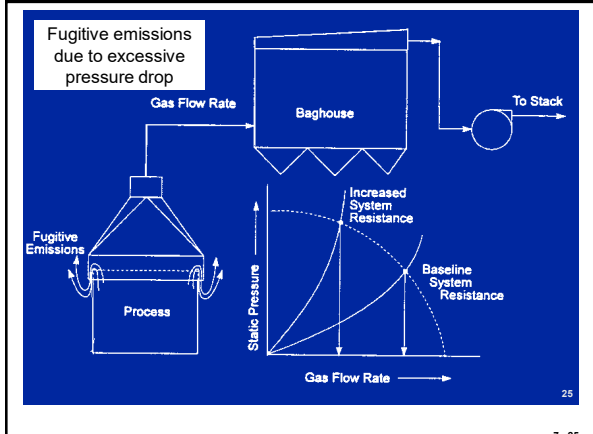 Fugitive emissions
due to excessive
pressure drop
Gas Flow Rate
Baghouse
To Stack
Fugitive
Emissions
Process
Increased
System
Resistance
Baseline
System
Resistance
Static Pressure
Gas Flow Rate
25